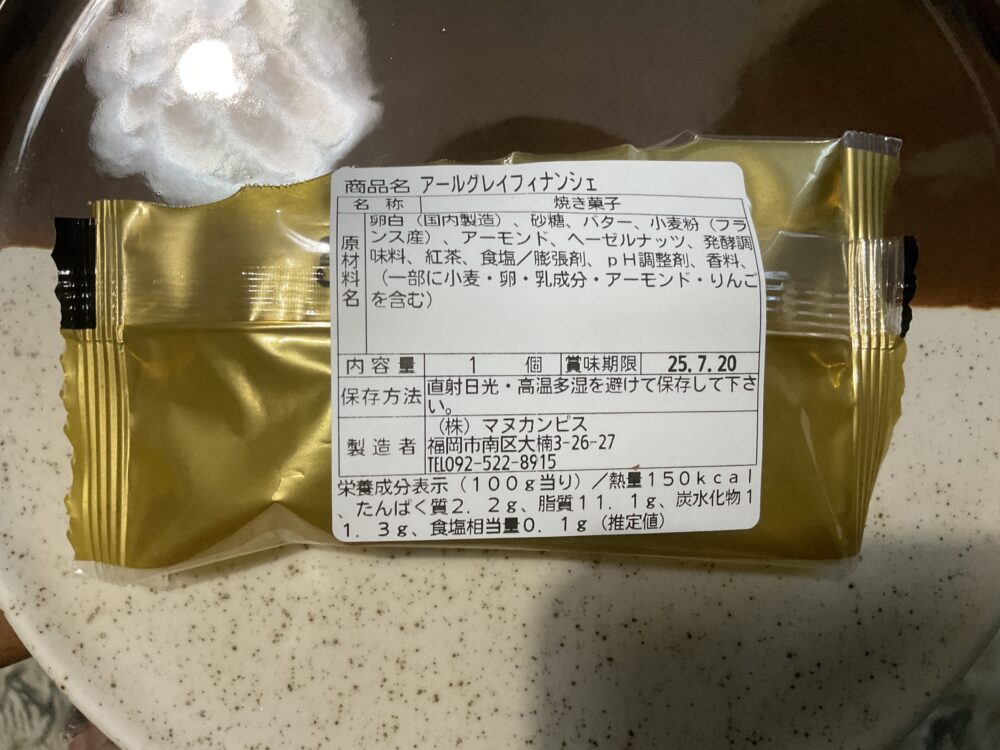 商品名 アールグレイフィナンシェ
名称 焼き菓子
原材料名 卵白（国内製造）、砂糖、バター、小麦粉（フラ
ンス産）、アーモンド、ヘーゼルナッツ、発酵調
味料、紅茶、食塩／膨張剤、ｐＨ調整剤、香料、
（一部に小麦・卵・乳成分・アーモンド・りんご
を含む）
内容量 1 個 賞味期限 25.7.20
保存方法 直射日光・高温多湿を避けて保存して下さ
い。
製造者 （株）マヌカンピス
福岡市南区大楠3-26-27
TEL092-522-8915
栄養成分表示（100ｇ当り）／熱量150ｋｃａｌ
、たんぱく質2．2ｇ、脂質11．1ｇ、炭水化物1
1．3ｇ、食塩相当量0．1ｇ（推定値）